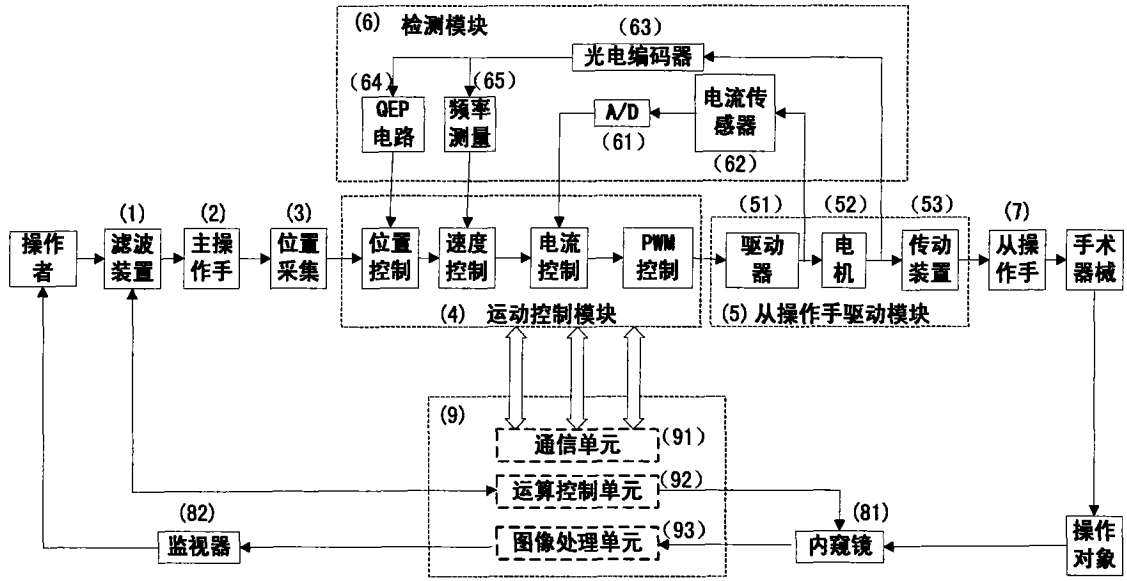 (6) 检测模块
(63)
光电编码器
(64)
QEP
电路
(65)
频率
测量
A/D
(61)
电流传
感器
(62)
(1)
(2)
(3)
(51)
(52)
(53)
(7)
操作
者
滤波
装置
主操
作手
位置
采集
位置
控制
速度
控制
电流
控制
PWM
控制
驱动
器
电
机
传动
装置
从操
作手
手术
器械
(4) 运动控制模块
(5) 从操作手驱动模块
(9)
通信单元
(91)
运算控制单元
(92)
图像处理单元
(93)
(82)
监视器
(81)
内窥镜
操作
对象